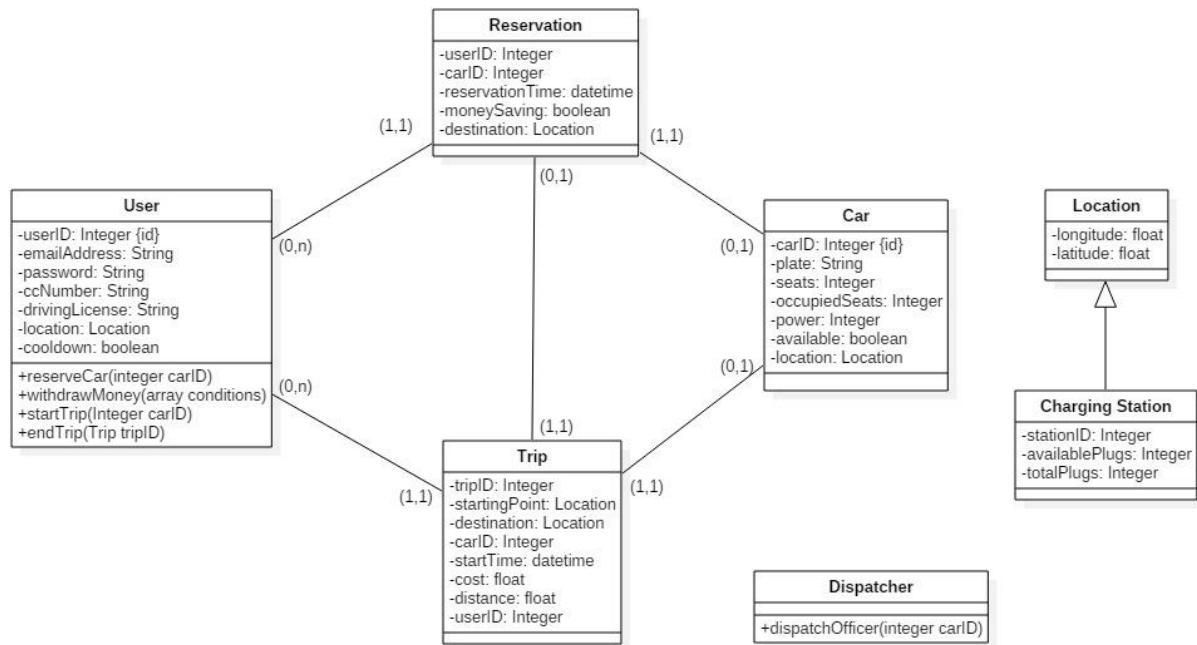 Reservation
-userID: Integer
-carID: Integer
-reservationTime: datetime
-moneySaving: boolean
-destination: Location
(1,1)
(1,1)
(0,1)
User
-userID: Integer {id}
-emailAddress: String
-password: String
-ccNumber: String
-drivingLicense: String
-location: Location
-cooldown: boolean
+reserveCar(integer carID)
+withdrawMoney(array conditions)
+startTrip(Integer carID)
+endTrip(Trip tripID)
(0,n)
(0,n)
Car
-carID: Integer {id}
-plate: String
-seats: Integer
-occupiedSeats: Integer
-power: Integer
-available: boolean
-location: Location
(0,1)
(0,1)
Location
-longitude: float
-latitude: float
Charging Station
-stationID: Integer
-availablePlugs: Integer
-totalPlugs: Integer
(1,1)
Trip
-tripID: Integer
-startingPoint: Location
-destination: Location
-carID: Integer
-startTime: datetime
-cost: float
-distance: float
-userID: Integer
(1,1)
(1,1)
Dispatcher
+dispatchOfficer(integer carID)